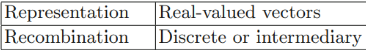 Representation Real-valued vectors
Recombination Discrete or intermediary